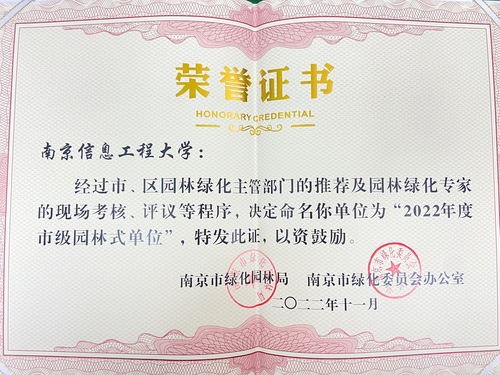 荣誉证书
HONORARY CREDENTIAL
南京信息工程大学：
经过市、区园林绿化主管部门的推荐及园林绿化专家
的现场考核、评议等程序，决定命名你单位为“2022年度
市级园林式单位”，特发此证，以资鼓励。
南京市绿化园林局 南京市绿化委员会办公室
二〇二二年十一月